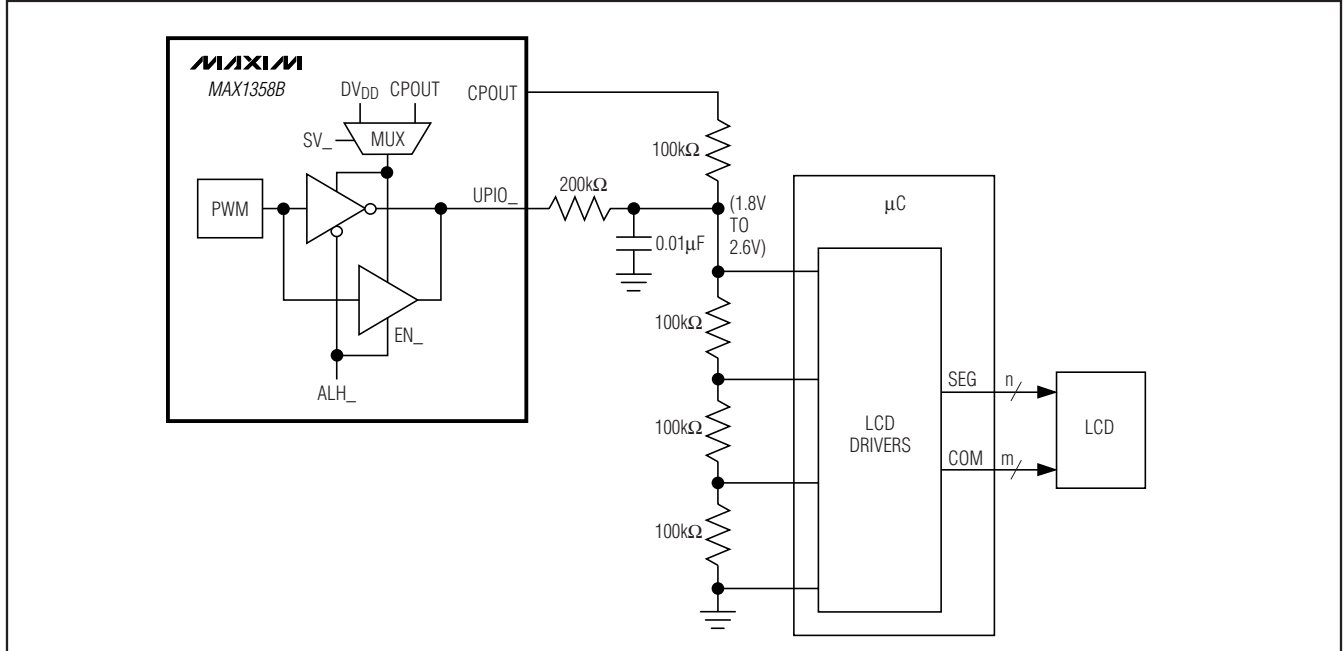 MAXIM
MAX1358B
DVDD CPOUT
CPOUT
SV_
MUX
100kΩ
PWM
UPIO_
200kΩ
(1.8V
TO
2.6V)
μC
0.01μF
100kΩ
EN_
ALH_
SEG
n
LCD
DRIVERS
LCD
100kΩ
COM
m
100kΩ